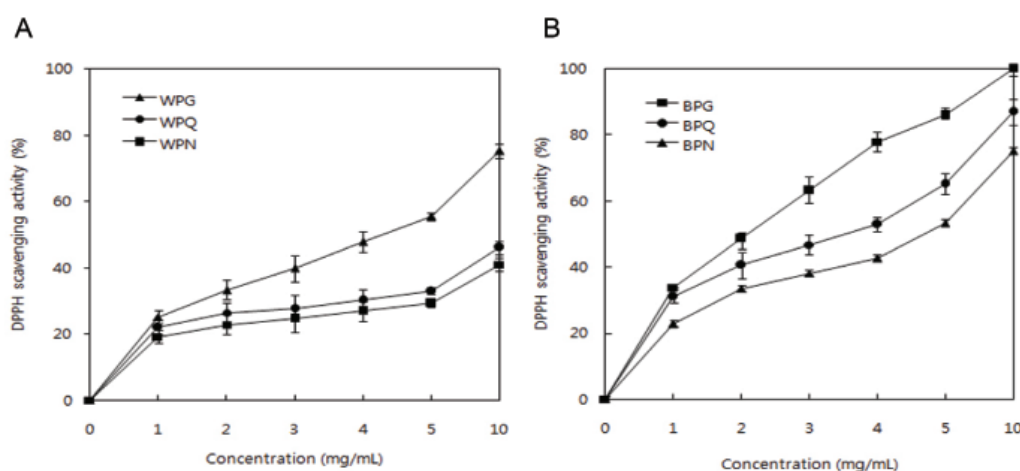 A
DPPH scavenging activity (%)
100
80
60
40
20
0
WPG
WPQ
WPN
0 1 2 3 4 5 10
Concentration (mg/mL)
B
DPPH scavenging activity (%)
100
80
60
40
20
0
BPG
BPQ
BPN
0 1 2 3 4 5 10
Concentration (mg/mL)